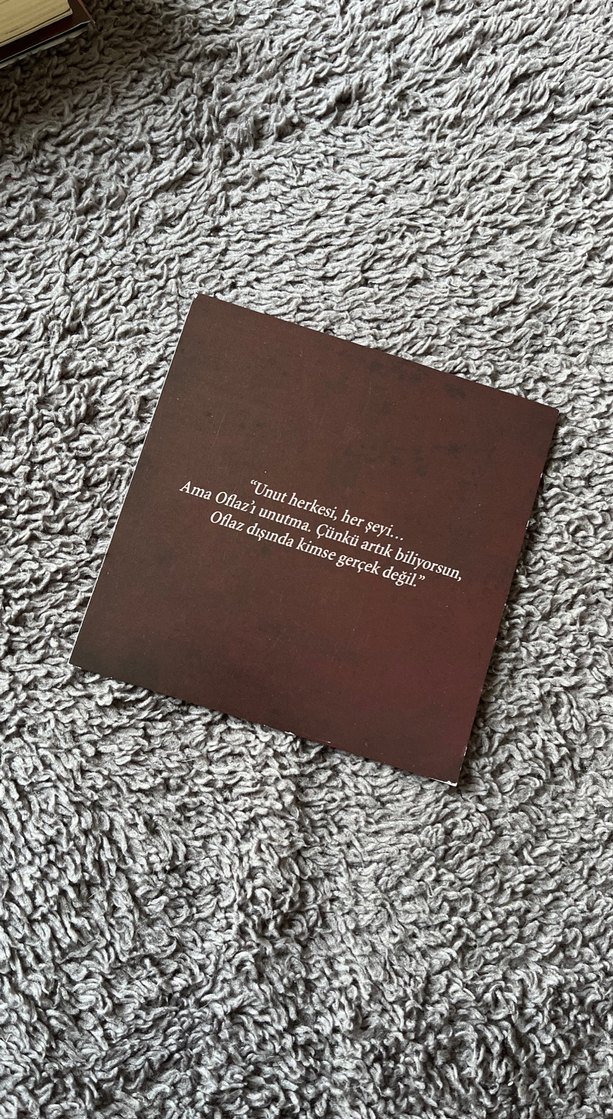 “Unut herkesi, her şeyi...
Ama Oflaz’ı unutma. Çünkü artık biliyorsun,
Oflaz dışında kimse gerçek değil.”